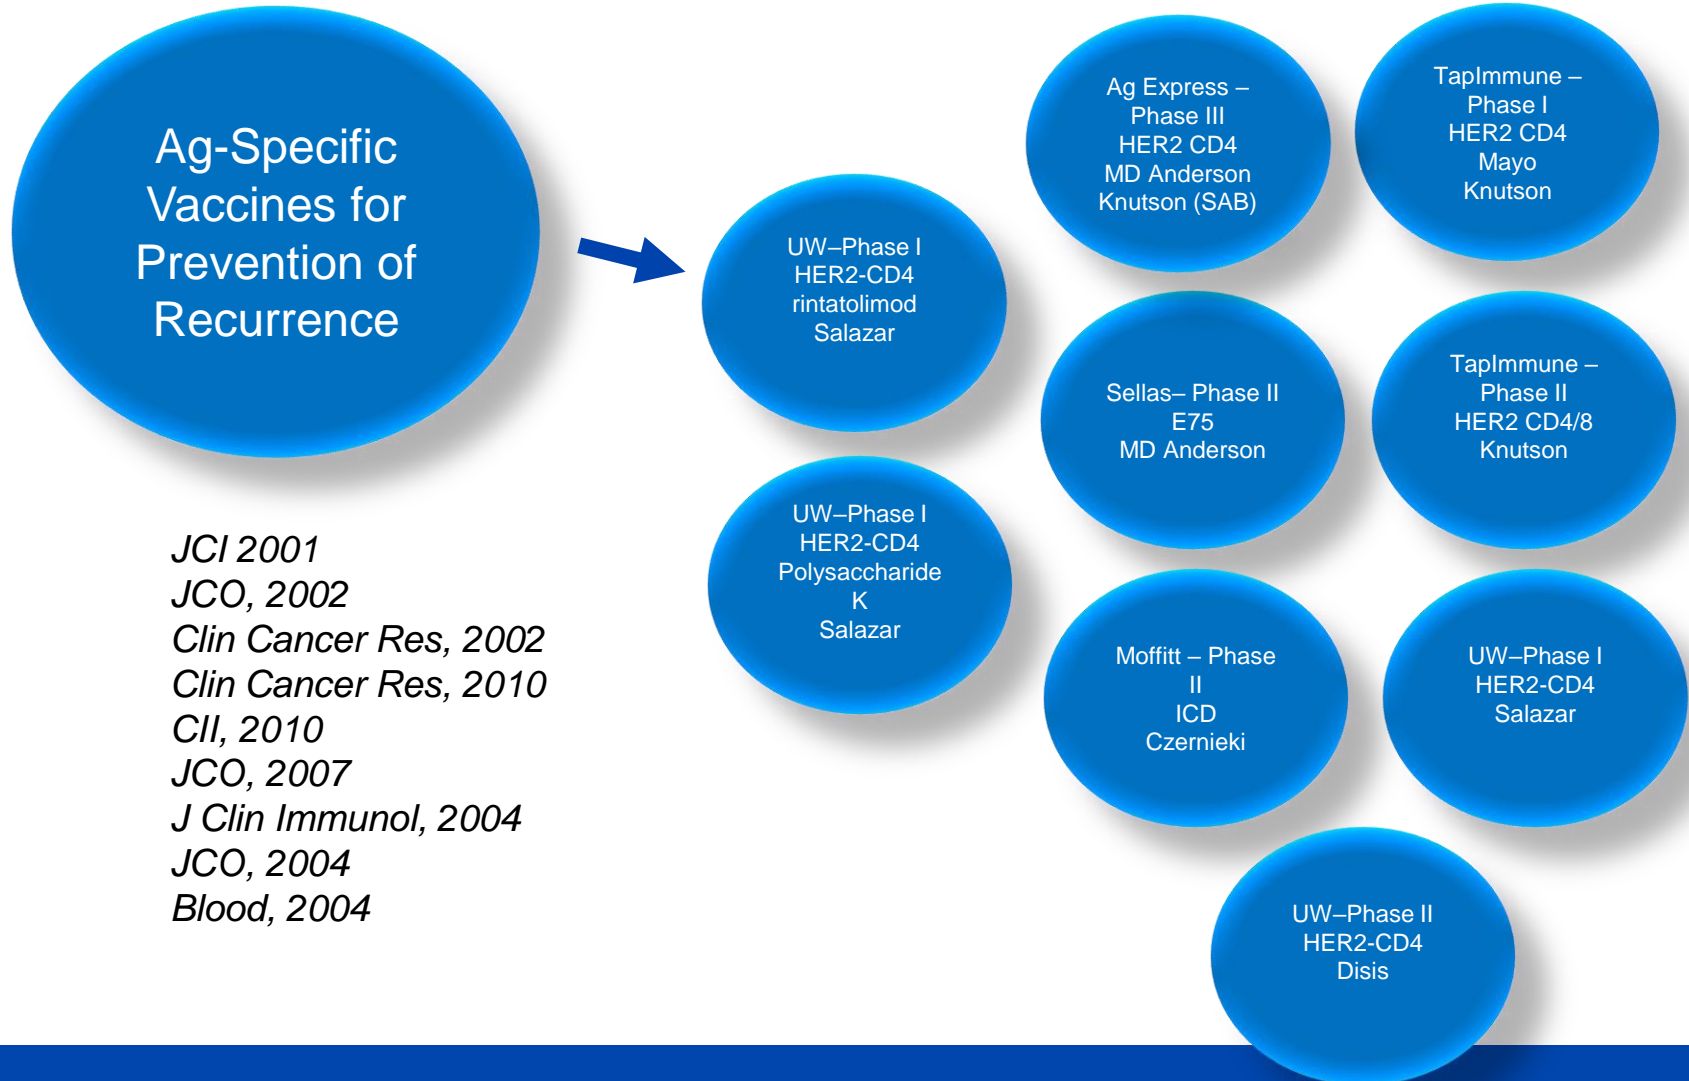 Ag-Specific
Vaccines for
Prevention of
Recurrence
JCI 2001
JCO, 2002
Clin Cancer Res, 2002
Clin Cancer Res, 2010
CII, 2010
JCO, 2007
J Clin Immunol, 2004
JCO, 2004
Blood, 2004
UW–Phase I
HER2-CD4
rintatolimod
Salazar
UW–Phase I
HER2-CD4
Polysaccharide
K
Salazar
Ag Express –
Phase III
HER2 CD4
MD Anderson
Knutson (SAB)
TapImmune –
Phase I
HER2 CD4
Mayo
Knutson
Sellas– Phase II
E75
MD Anderson
TapImmune –
Phase II
HER2 CD4/8
Knutson
Moffitt – Phase
II
ICD
Czernieki
UW–Phase I
HER2-CD4
Salazar
UW–Phase II
HER2-CD4
Disis